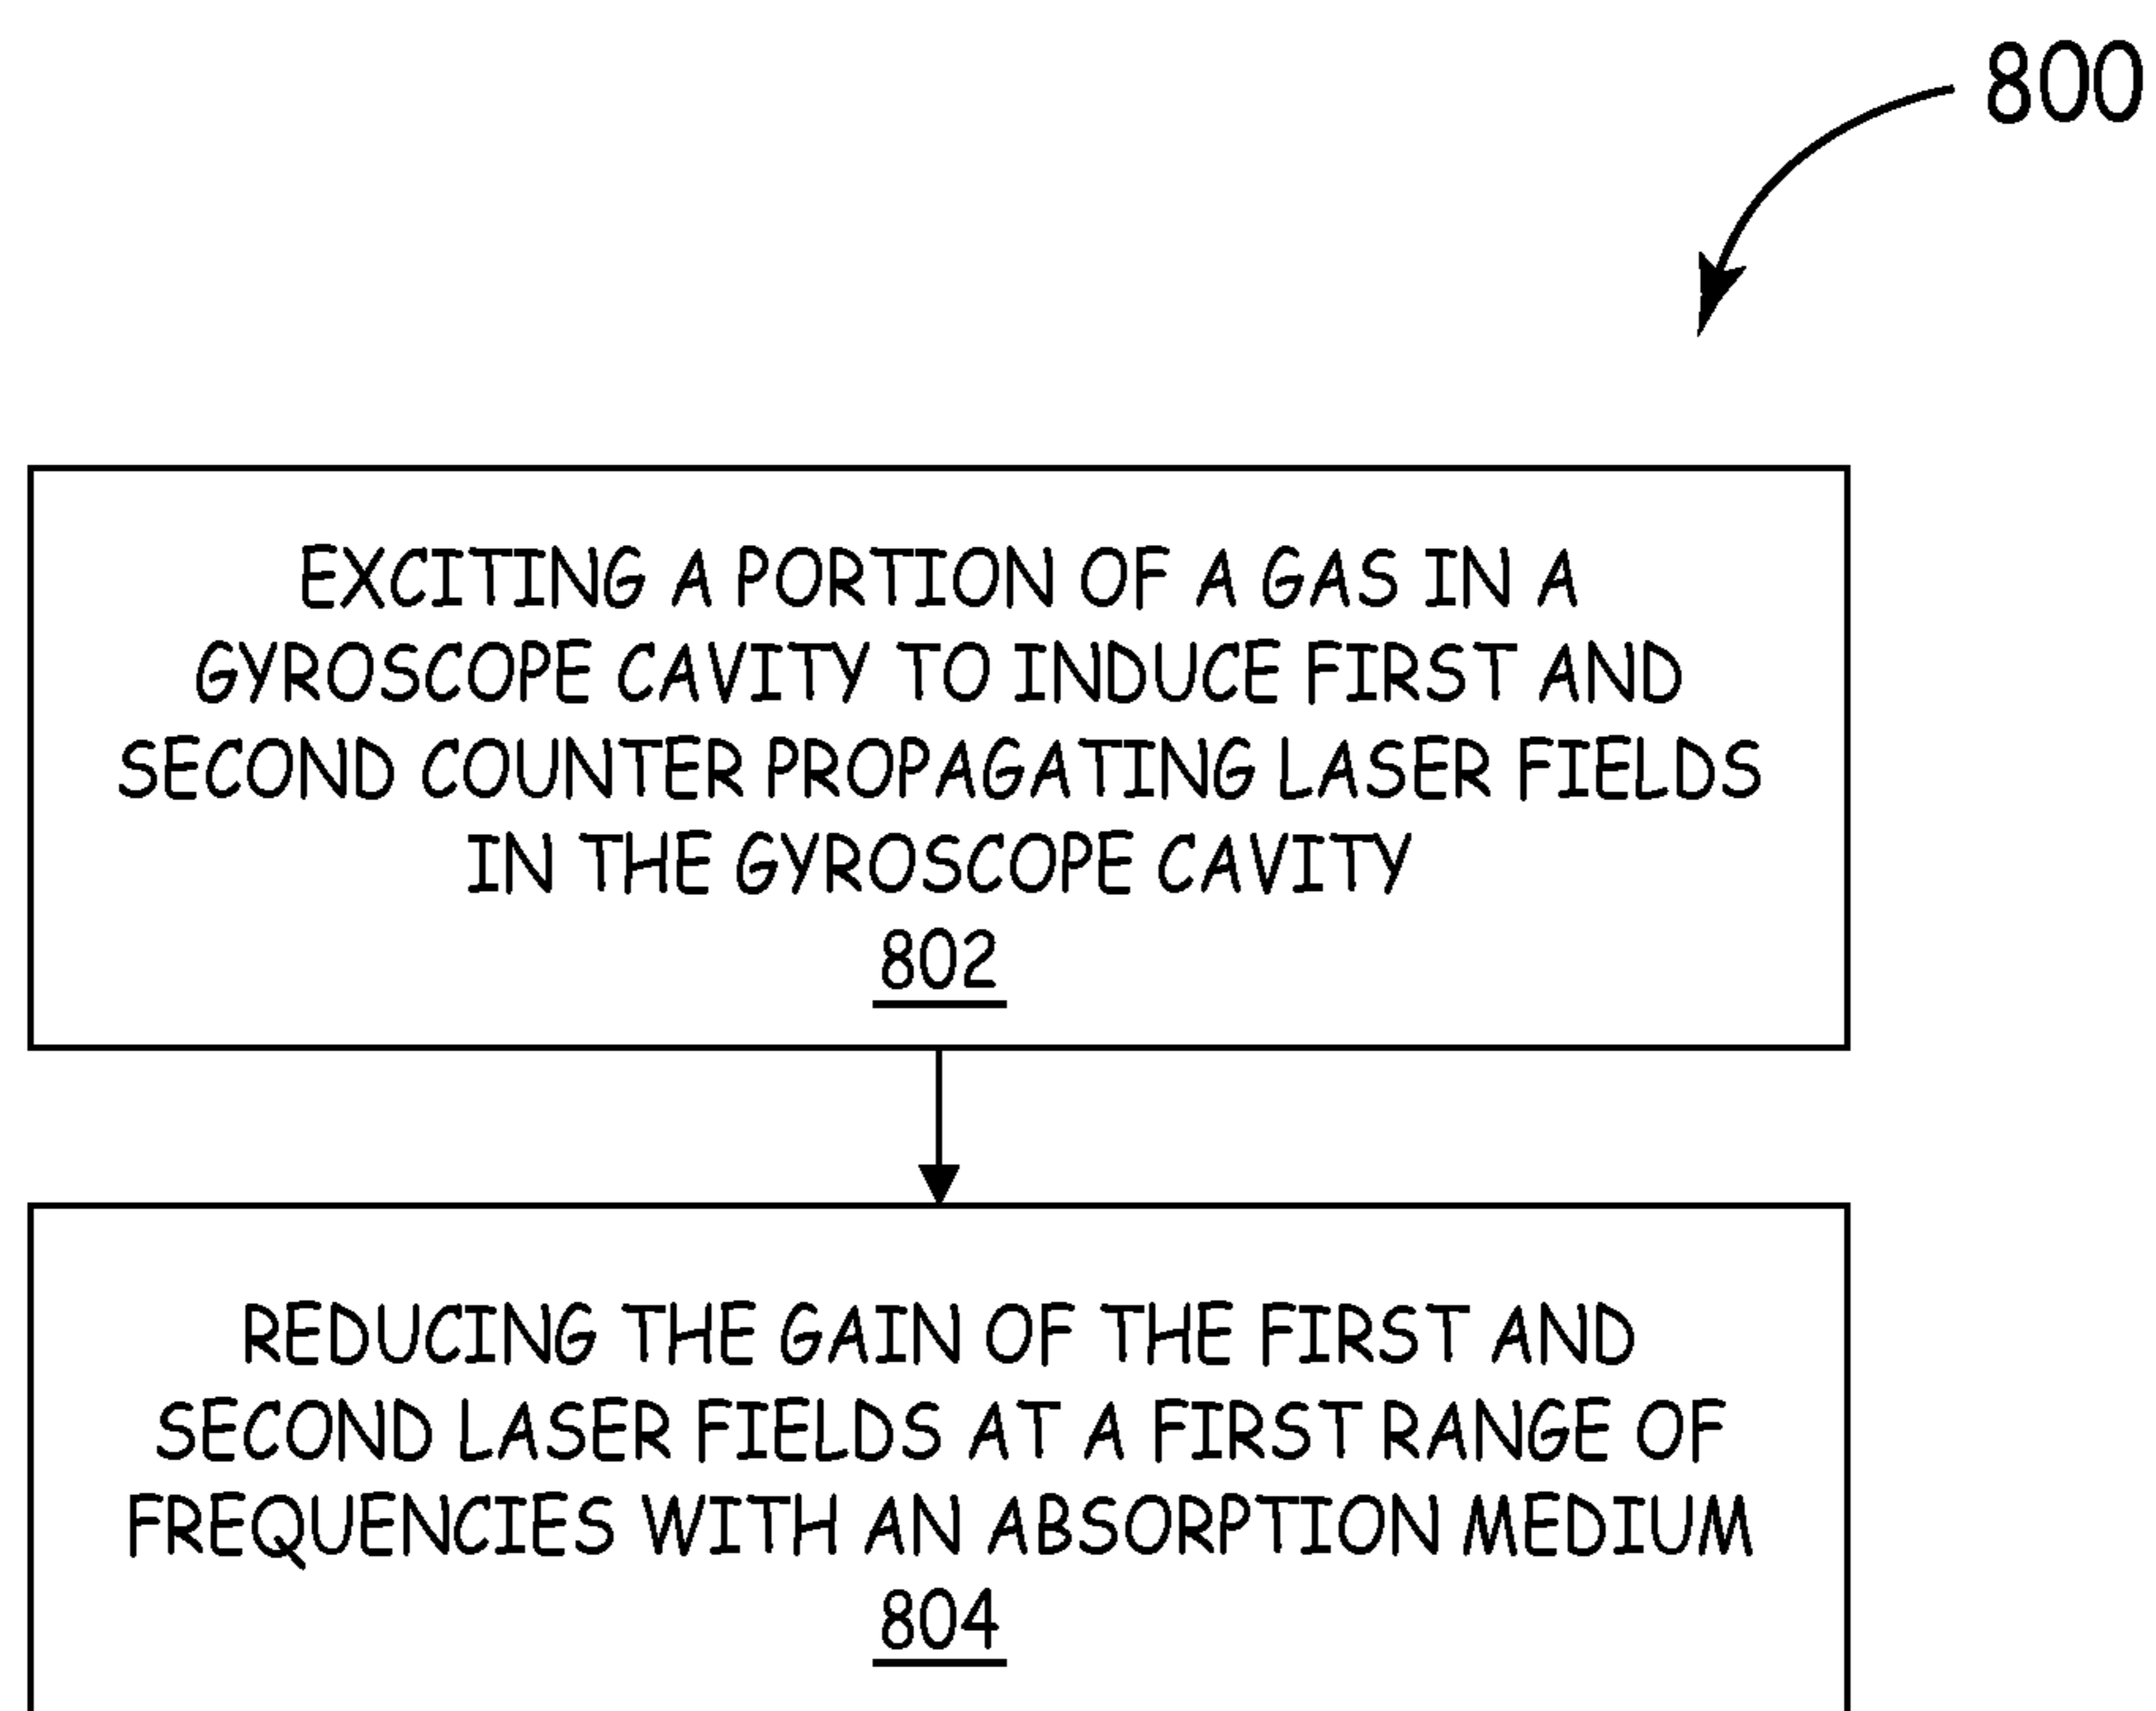 800
EXCITING A PORTION OF A GAS IN A
GYROSCOPE CAVITY TO INDUCE FIRST AND
SECOND COUNTER PROPAGATING LASER FIELDS
IN THE GYROSCOPE CAVITY
802
REDUCING THE GAIN OF THE FIRST AND
SECOND LASER FIELDS AT A FIRST RANGE OF
FREQUENCIES WITH AN ABSORPTION MEDIUM
804